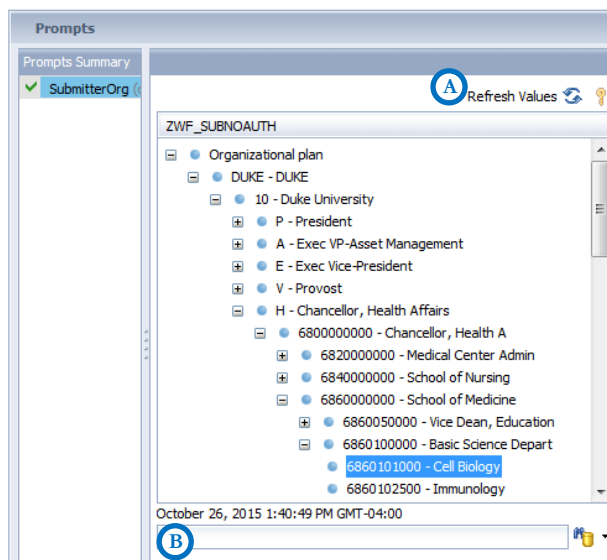 Prompts
Prompts Summary
SubmitterOrg
A
Refresh Values
ZWF_SUBNOAUTH
Organizational plan
DUKE - DUKE
10 - Duke University
P - President
A - Exec VP-Asset Management
E - Exec Vice-President
V - Provost
H - Chancellor, Health Affairs
6800000000 - Chancellor, Health A
6820000000 - Medical Center Admin
6840000000 - School of Nursing
6860000000 - School of Medicine
6860050000 - Vice Dean, Education
6860100000 - Basic Science Depart
6860101000 - Cell Biology
6860102500 - Immunology
October 26, 2015 1:40:49 PM GMT-04:00
B